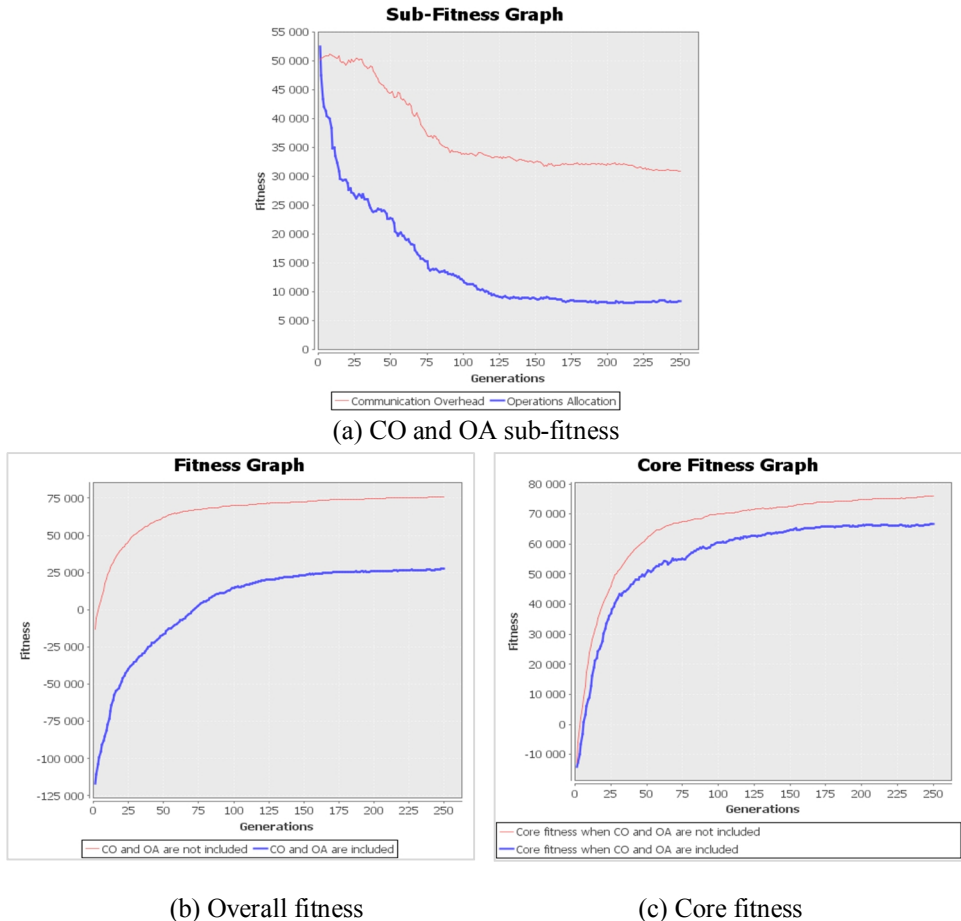 Sub-Fitness Graph
55 000
50 000
45 000
40 000
35 000
30 000
25 000
20 000
15 000
10 000
5 000
0
Fitness
0 25 50 75 100 125 150 175 200 225 250
Generations
Communication Overhead Operations Allocation
(a) CO and OA sub-fitness
Fitness Graph
75 000
50 000
25 000
0
-25 000
-50 000
-75 000
-100 000
-125 000
Fitness
0 25 50 75 100 125 150 175 200 225 250
Generations
CO and OA are not included CO and OA are included
(b) Overall fitness
Core Fitness Graph
80 000
70 000
60 000
50 000
40 000
30 000
20 000
10 000
0
-10 000
Fitness
0 25 50 75 100 125 150 175 200 225 250
Generations
Core fitness when CO and OA are not included
Core fitness when CO and OA are included
(c) Core fitness